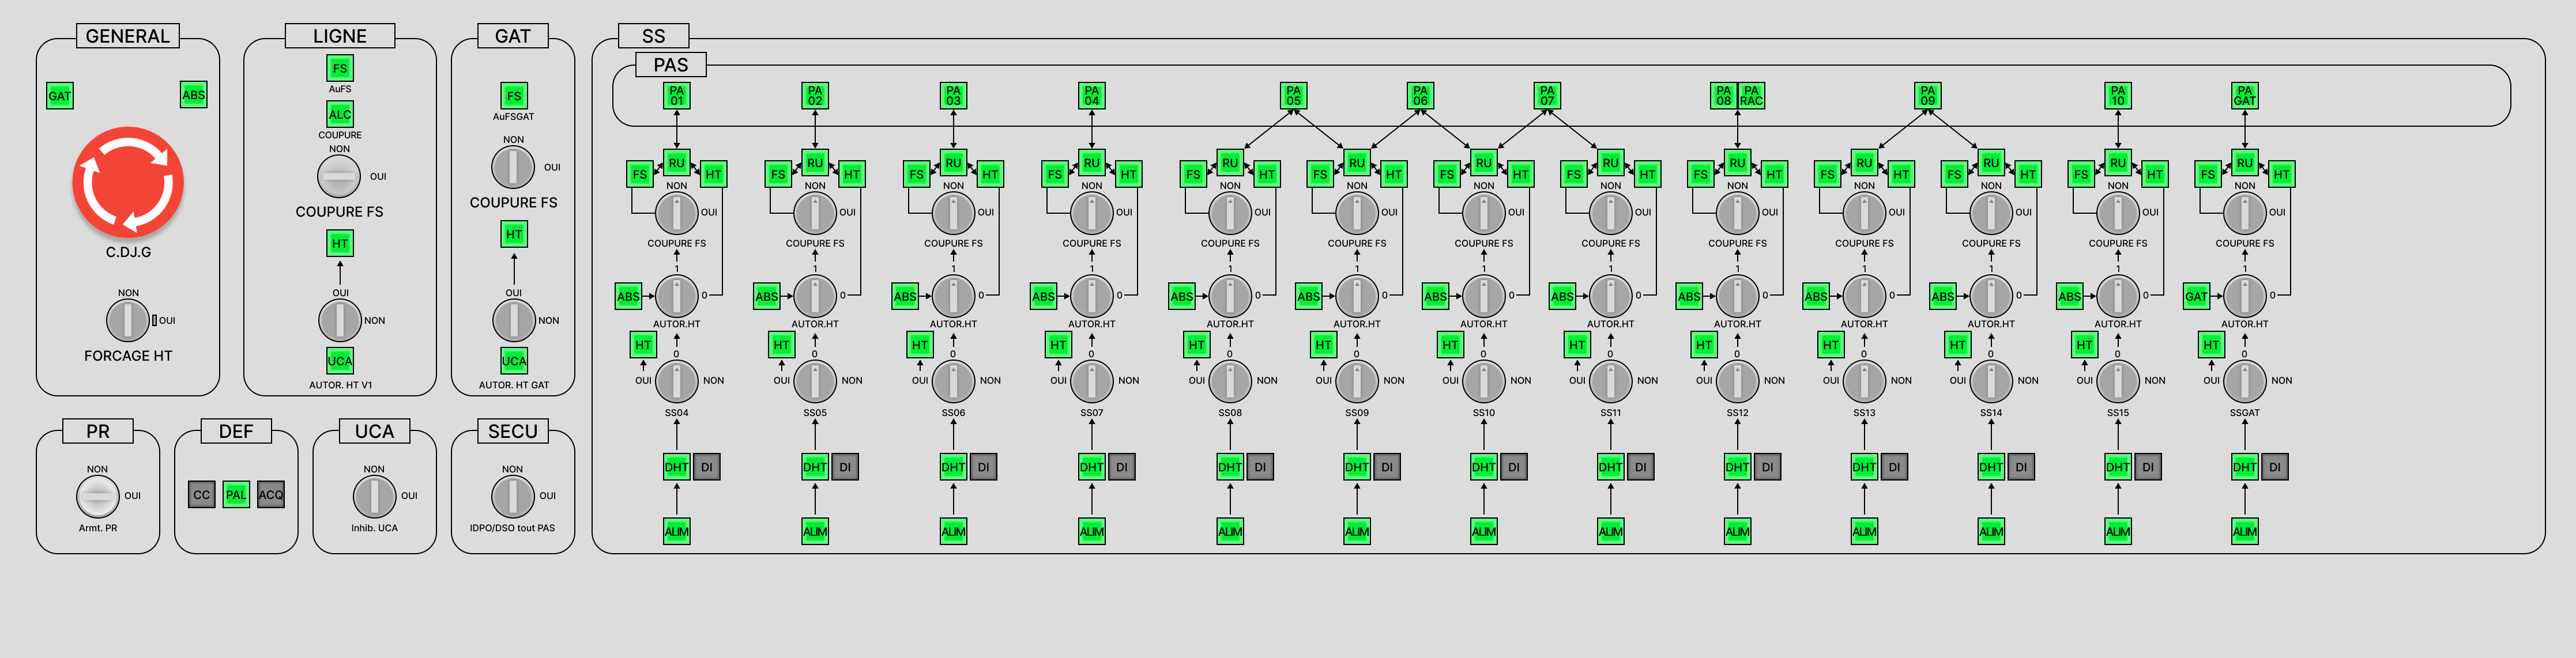 GENERAL
GAT
ABS
C.DJ.G
NON
OUI
FORCAGE HT
LIGNE
FS
AuFS
ALC
COUPURE
NON
OUI
COUPURE FS
HT
OUI
NON
UCA
AUTOR. HT V1
GAT
FS
AuFSGAT
NON
OUI
COUPURE FS
HT
OUI
NON
UCA
AUTOR. HT GAT
PR
NON
OUI
Armt. PR
DEF
CC PAL ACQ
UCA
NON
OUI
Inhib. UCA
SECU
NON
OUI
IDPO/DSO tout PAS
SS
PAS
PA PA PA PA PA PA PA PA PA PA PA PA
01 02 03 04 05 06 07 08 RAC 09 10 GAT
RU RU RU RU RU RU RU RU RU RU RU RU RU
FS HT FS HT FS HT FS HT FS HT FS HT FS HT FS HT FS HT FS HT FS HT FS HT FS HT
NON NON NON NON NON NON NON NON NON NON NON NON NON
OUI OUI OUI OUI OUI OUI OUI OUI OUI OUI OUI OUI OUI
COUPURE FS COUPURE FS COUPURE FS COUPURE FS COUPURE FS COUPURE FS COUPURE FS COUPURE FS COUPURE FS COUPURE FS COUPURE FS COUPURE FS COUPURE FS
1 1 1 1 1 1 1 1 1 1 1 1 1
ABS 0 ABS 0 ABS 0 ABS 0 ABS 0 ABS 0 ABS 0 ABS 0 ABS 0 ABS 0 ABS 0 ABS 0 GAT 0
AUTOR.HT AUTOR.HT AUTOR.HT AUTOR.HT AUTOR.HT AUTOR.HT AUTOR.HT AUTOR.HT AUTOR.HT AUTOR.HT AUTOR.HT AUTOR.HT AUTOR.HT
HT HT HT HT HT HT HT HT HT HT HT HT HT
0 0 0 0 0 0 0 0 0 0 0 0 0
OUI NON OUI NON OUI NON OUI NON OUI NON OUI NON OUI NON OUI NON OUI NON OUI NON OUI NON OUI NON OUI NON
SS04 SS05 SS06 SS07 SS08 SS09 SS10 SS11 SS12 SS13 SS14 SS15 SSGAT
DHT DI DHT DI DHT DI DHT DI DHT DI DHT DI DHT DI DHT DI DHT DI DHT DI DHT DI DHT DI DHT DI
ALIM ALIM ALIM ALIM ALIM ALIM ALIM ALIM ALIM ALIM ALIM ALIM ALIM